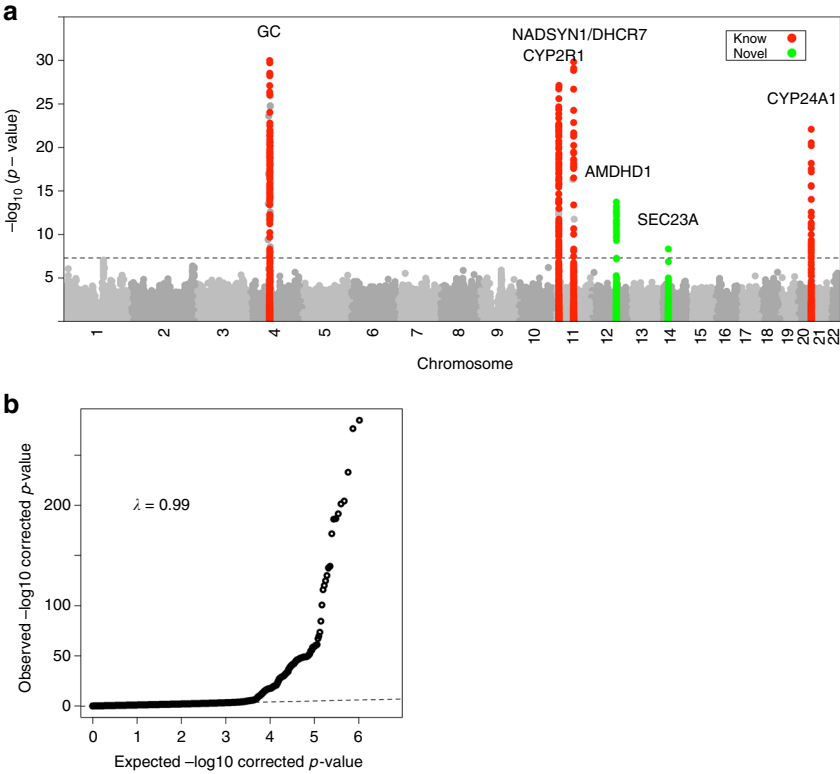 a
GC
NADSYN1/DHCR7
CYP2R1
CYP24A1
AMDHD1
SEC23A
Know
Novel
−log10 (p − value)
30
25
20
15
10
5
1 2 3 4 5 6 7 8 9 10 11 12 13 14 15 16 17 18 19 20 21 22
Chromosome
b
λ = 0.99
Observed −log10 corrected p-value
200
100
50
0
0 1 2 3 4 5 6
Expected −log10 corrected p-value